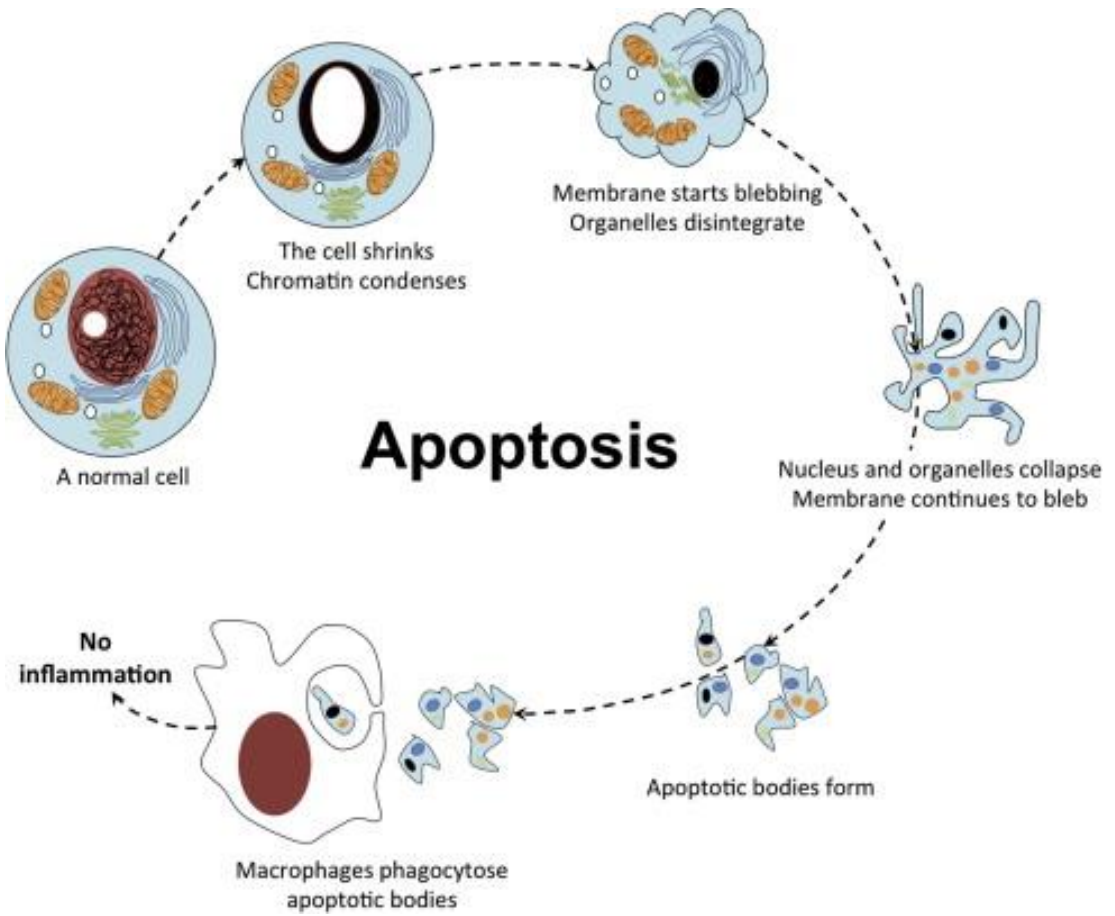 A normal cell
The cell shrinks
Chromatin condenses
Membrane starts blebbing
Organelles disintegrate
Apoptosis
Nucleus and organelles collapse
Membrane continues to bleb
Apoptotic bodies form
Macrophages phagocytose
apoptotic bodies
No
inflammation